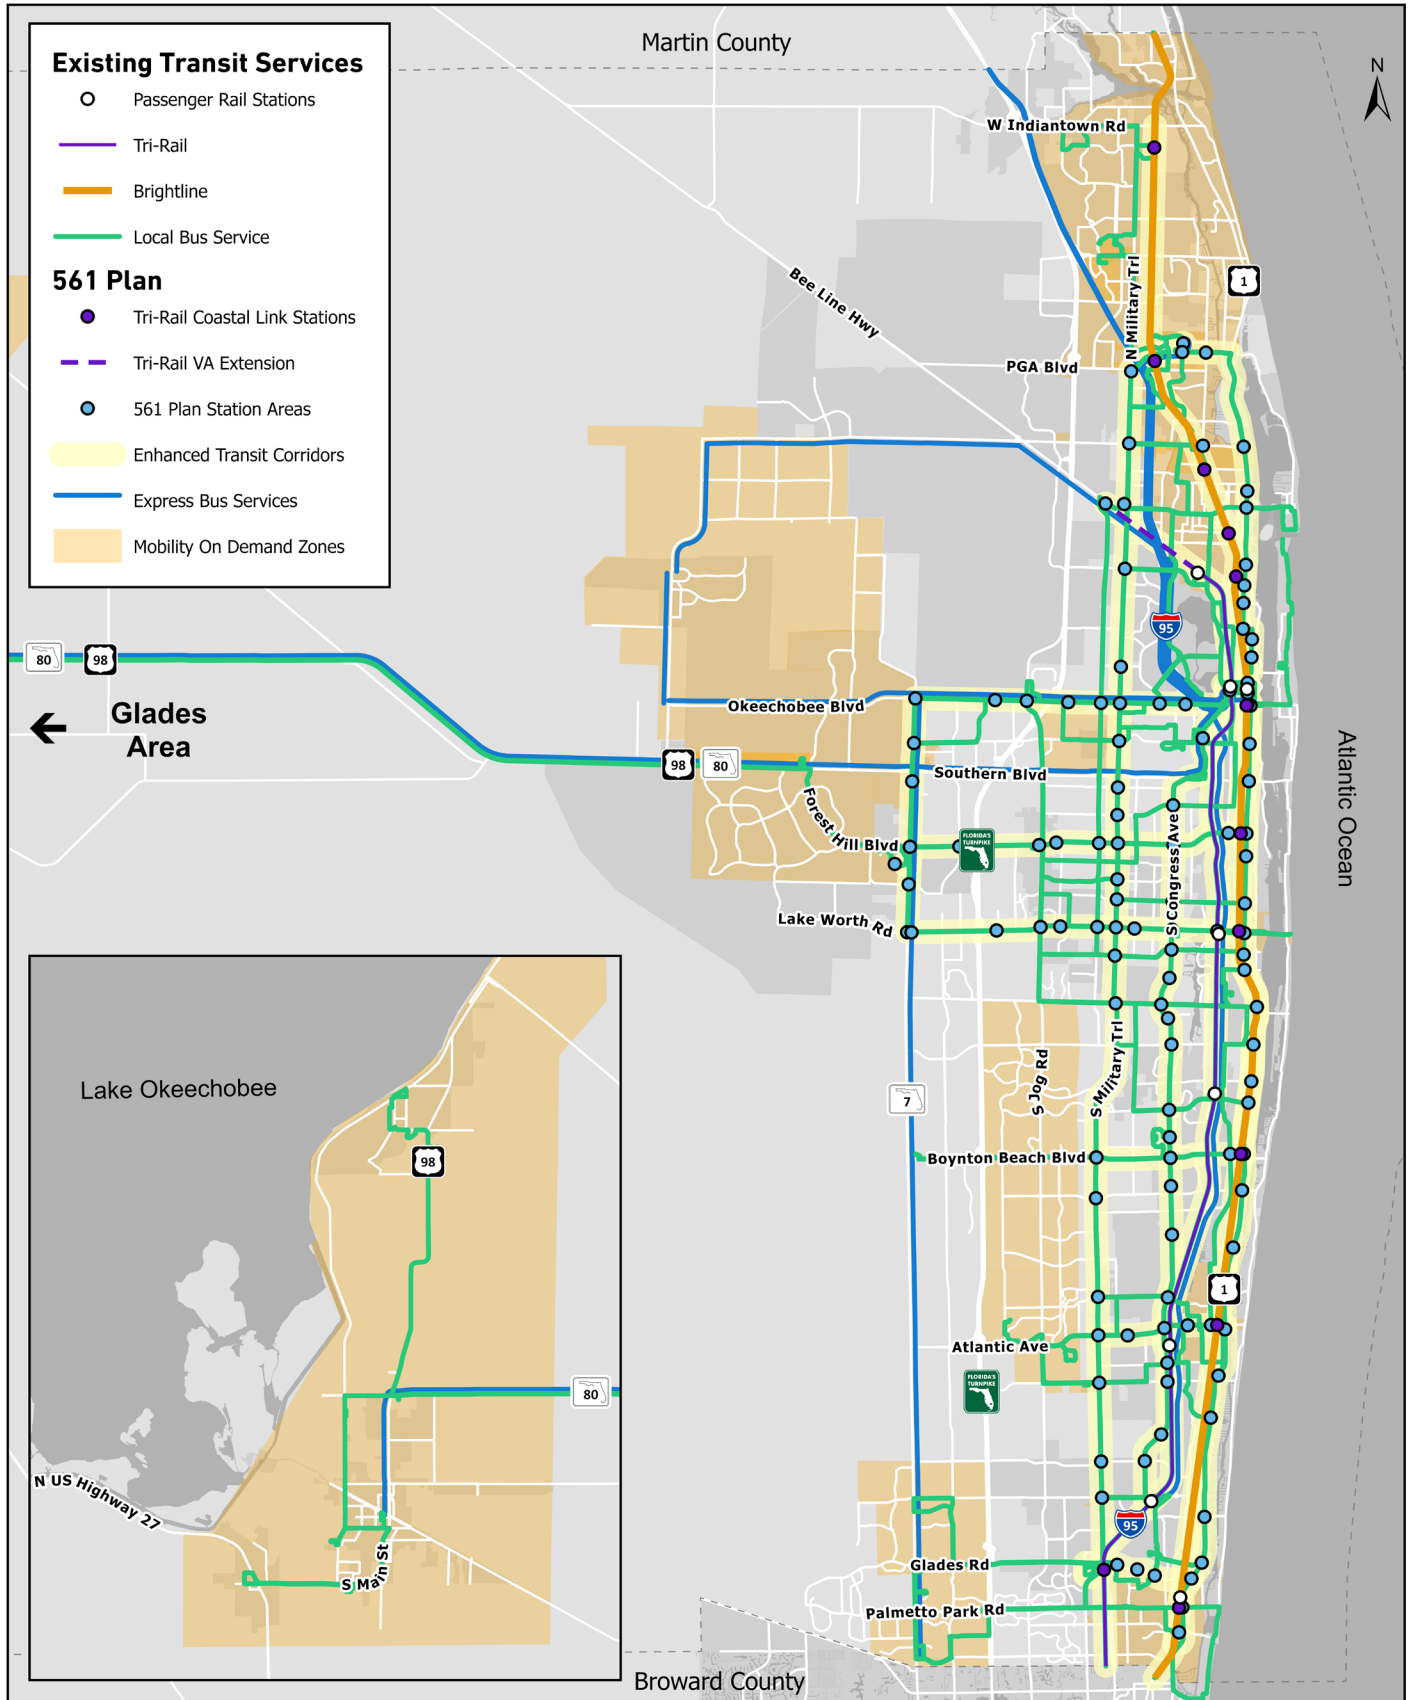 Existing Transit Services
Passenger Rail Stations
Tri-Rail
Brightline
Local Bus Service
561 Plan
Tri-Rail Coastal Link Stations
Tri-Rail VA Extension
561 Plan Station Areas
Enhanced Transit Corridors
Express Bus Services
Mobility On Demand Zones
Martin County
N
W Indiantown Rd
N Military Trl
1
Bee Line Hwy
PGA Blvd
95
80
98
Glades
Area
Okeechobee Blvd
98
80
Southern Blvd
Forest Hill Blvd
FLORIDA'S
TURNPIKE
S Congress Ave
Atlantic Ocean
Lake Worth Rd
S Jog Rd
S Military Trl
7
Boynton Beach Blvd
1
Atlantic Ave
FLORIDA'S
TURNPIKE
95
Glades Rd
Palmetto Park Rd
Broward County
Lake Okeechobee
98
80
N US Highway 27
S Main St